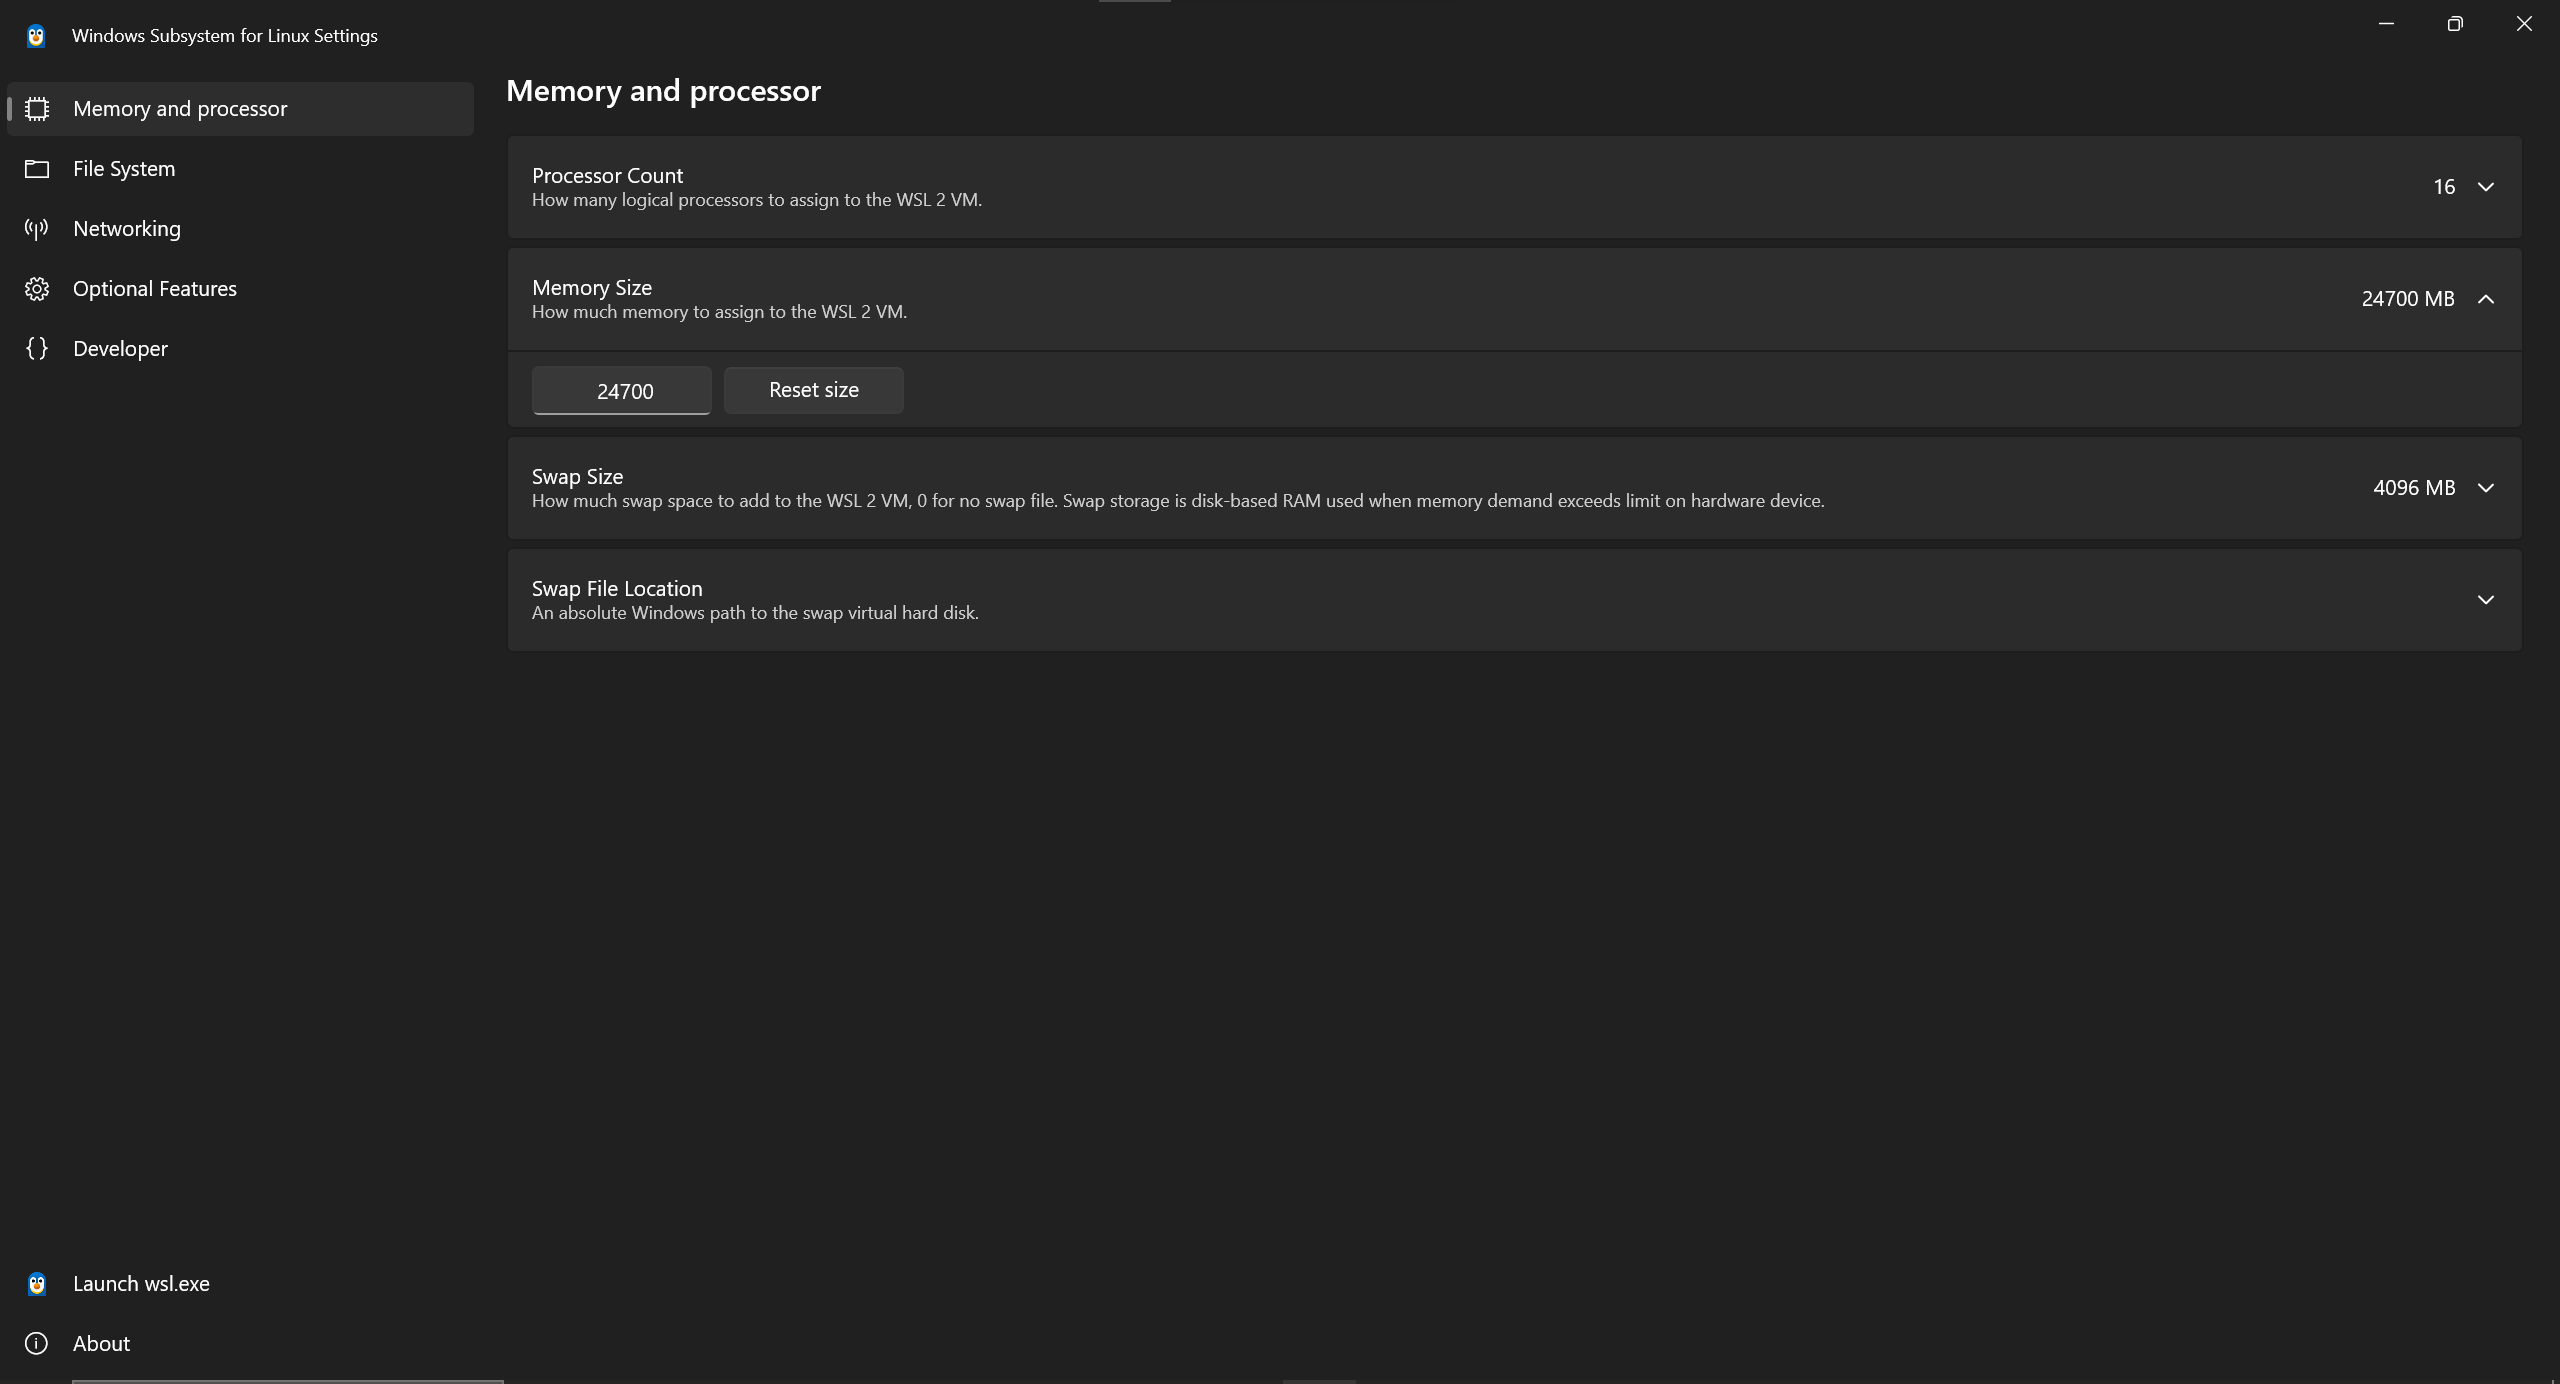 Windows Subsystem for Linux Settings
Memory and processor
File System
Networking
Optional Features
Developer
Launch wsl.exe
About
Memory and processor
Processor Count
How many logical processors to assign to the WSL 2 VM.
16
Memory Size
How much memory to assign to the WSL 2 VM.
24700 MB
24700
Reset size
Swap Size
How much swap space to add to the WSL 2 VM, 0 for no swap file. Swap storage is disk-based RAM used when memory demand exceeds limit on hardware device.
4096 MB
Swap File Location
An absolute Windows path to the swap virtual hard disk.